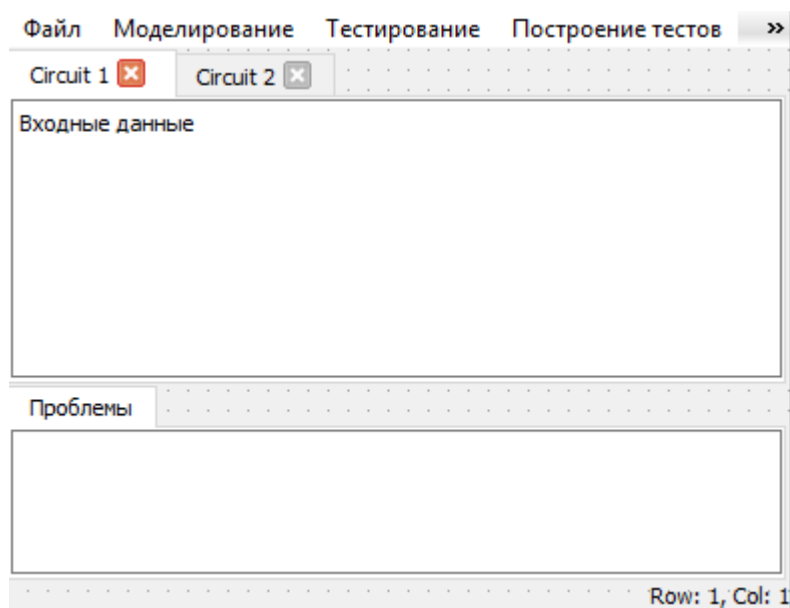 Файл Моделирование Тестирование Построение тестов »
Circuit 1 Circuit 2
Входные данные
Проблемы
Row: 1, Col: 1